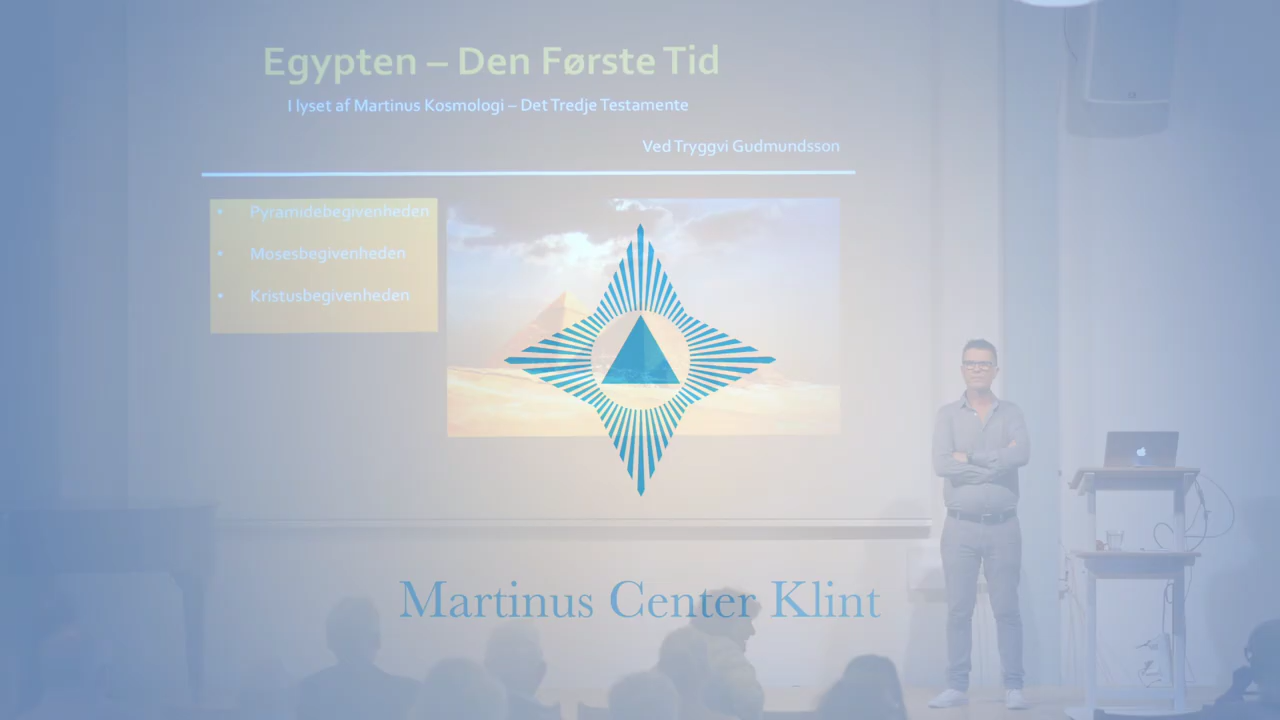 Egypten – Den Første Tid
I lyset af Martinus Kosmologi – Det Tredje Testamente
Ved Tryggvi Gudmundsson
• Pyramidebegivenheden
• Mosesbegivenheden
• Kristusbegivenheden
Martinus Center Klint